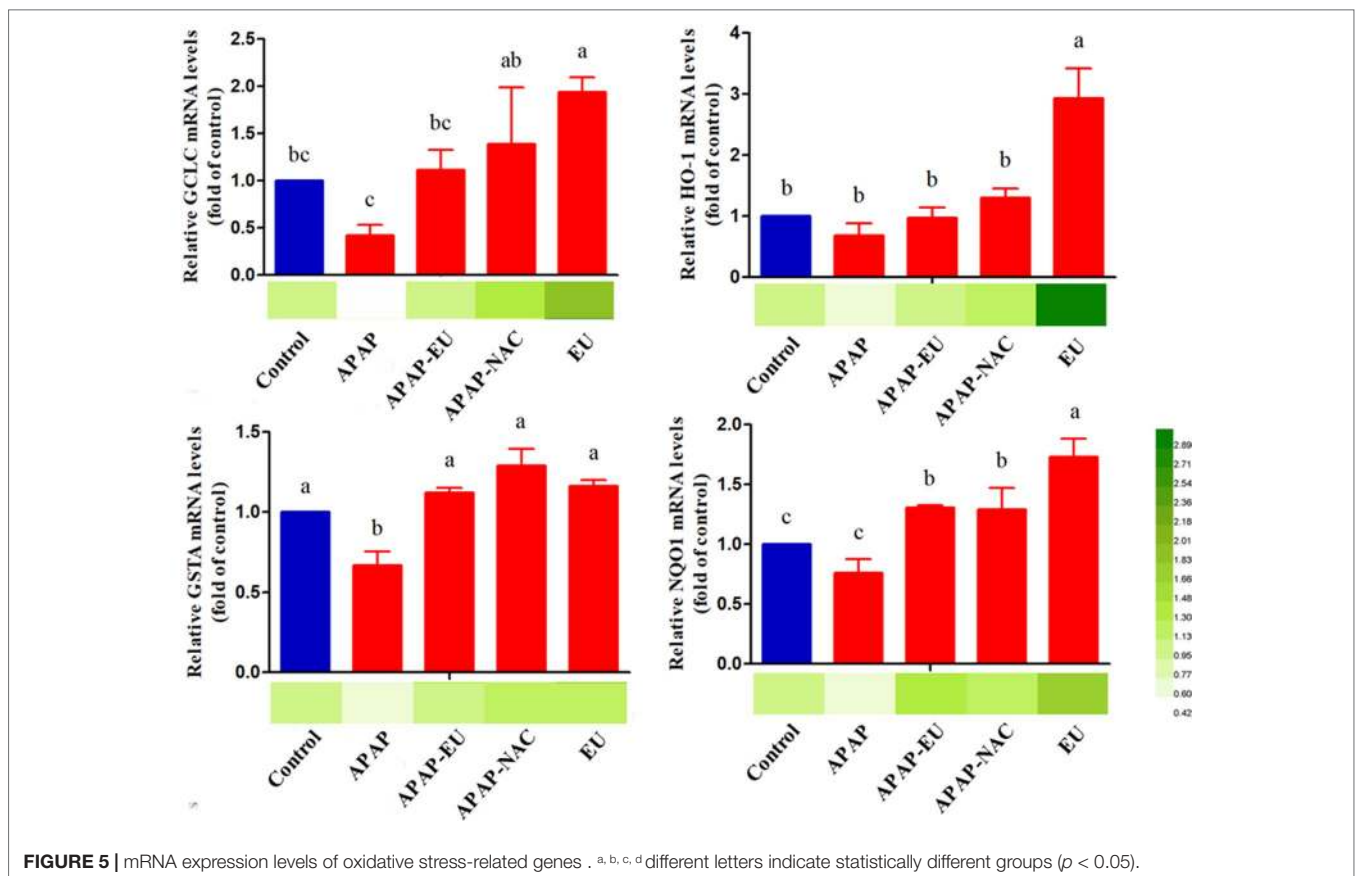 Relative GCLC mRNA levels
(fold of control)
2.5
2.0
1.5
1.0
0.5
0.0
bc
c
bc
ab
a
Control
APAP
APAP-EU
APAP-NAC
EU
Relative HO-1 mRNA levels
(fold of control)
4
3
2
1
0
b
b
b
b
a
Control
APAP
APAP-EU
APAP-NAC
EU
Relative GSTA mRNA levels
(fold of control)
1.5
1.0
0.5
0.0
a
b
a
a
a
Control
APAP
APAP-EU
APAP-NAC
EU
Relative NQO1 mRNA levels
(fold of control)
2.0
1.5
1.0
0.5
0.0
c
c
b
b
a
Control
APAP
APAP-EU
APAP-NAC
EU
2.89
2.71
2.54
2.36
2.18
2.01
1.83
1.66
1.48
1.30
1.13
0.95
0.77
0.60
0.42
FIGURE 5 | mRNA expression levels of oxidative stress-related genes . a, b, c, d different letters indicate statistically different groups (p < 0.05).